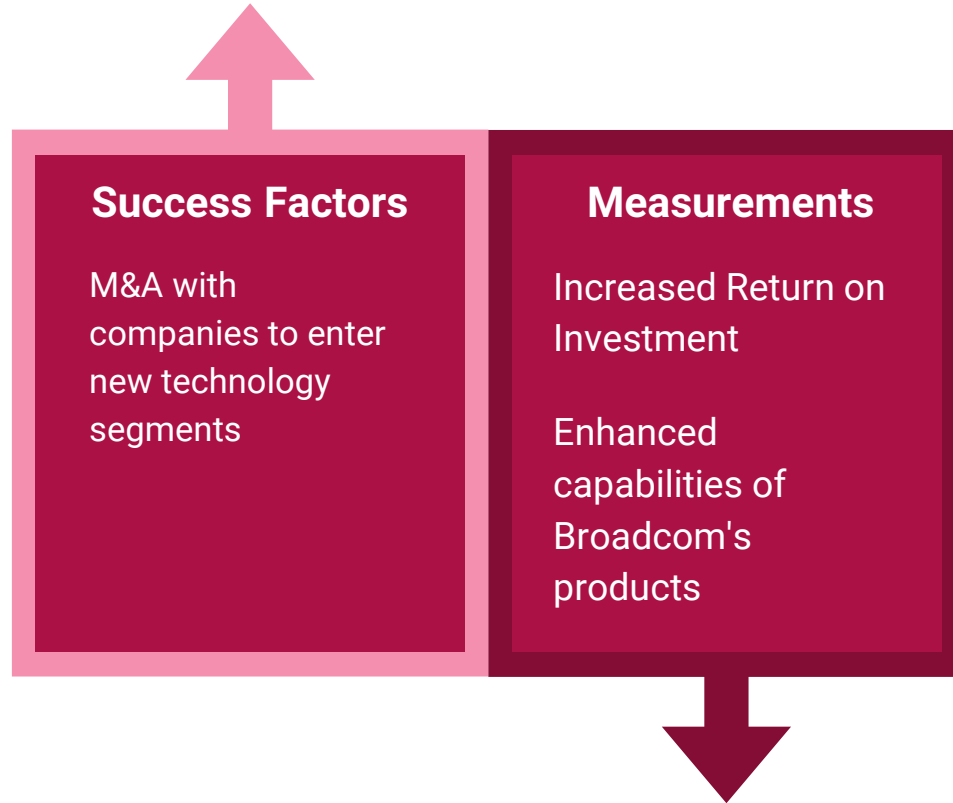 Success Factors
M&A with
companies to enter
new technology
segments
Measurements
Increased Return on
Investment
Enhanced
capabilities of
Broadcom's
products